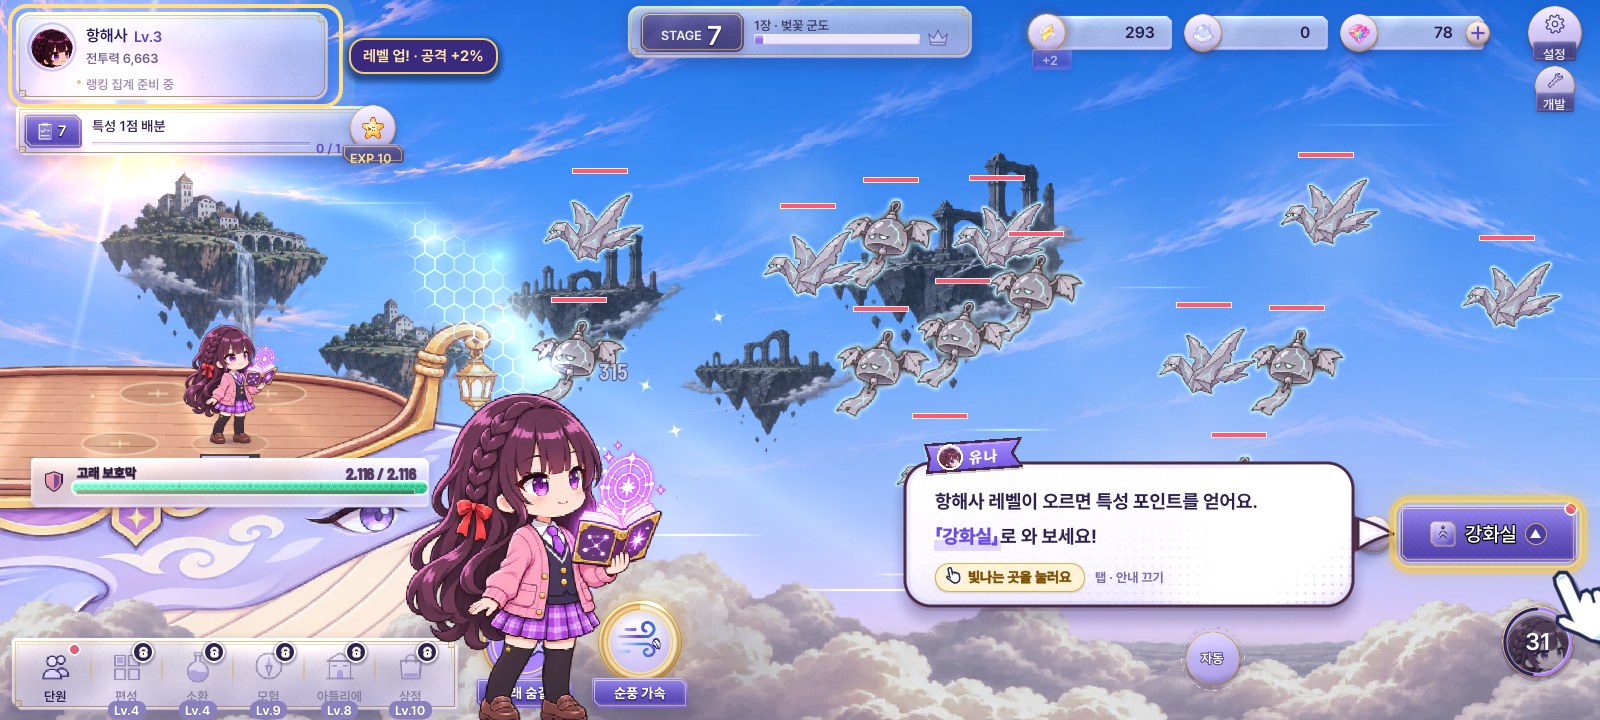 항해사 Lv.3
전투력 6,663
랭킹 집계 준비 중
레벨 업! · 공격 +2%
7
특성 1점 배분
0 / 1
EXP 10
STAGE 7
1장 · 벚꽃 군도
293
+2
0
78
설정
개발
315
고래 보호막
2,116 / 2,116
유나
항해사 레벨이 오르면 특성 포인트를 얻어요.
「강화실」로 와 보세요!
빛나는 곳을 눌러요
탭 · 안내 끄기
강화실
31
자동
순풍 가속
단원
편성
Lv.4
소환
Lv.4
모험
Lv.9
아틀리에
Lv.8
상점
Lv.10